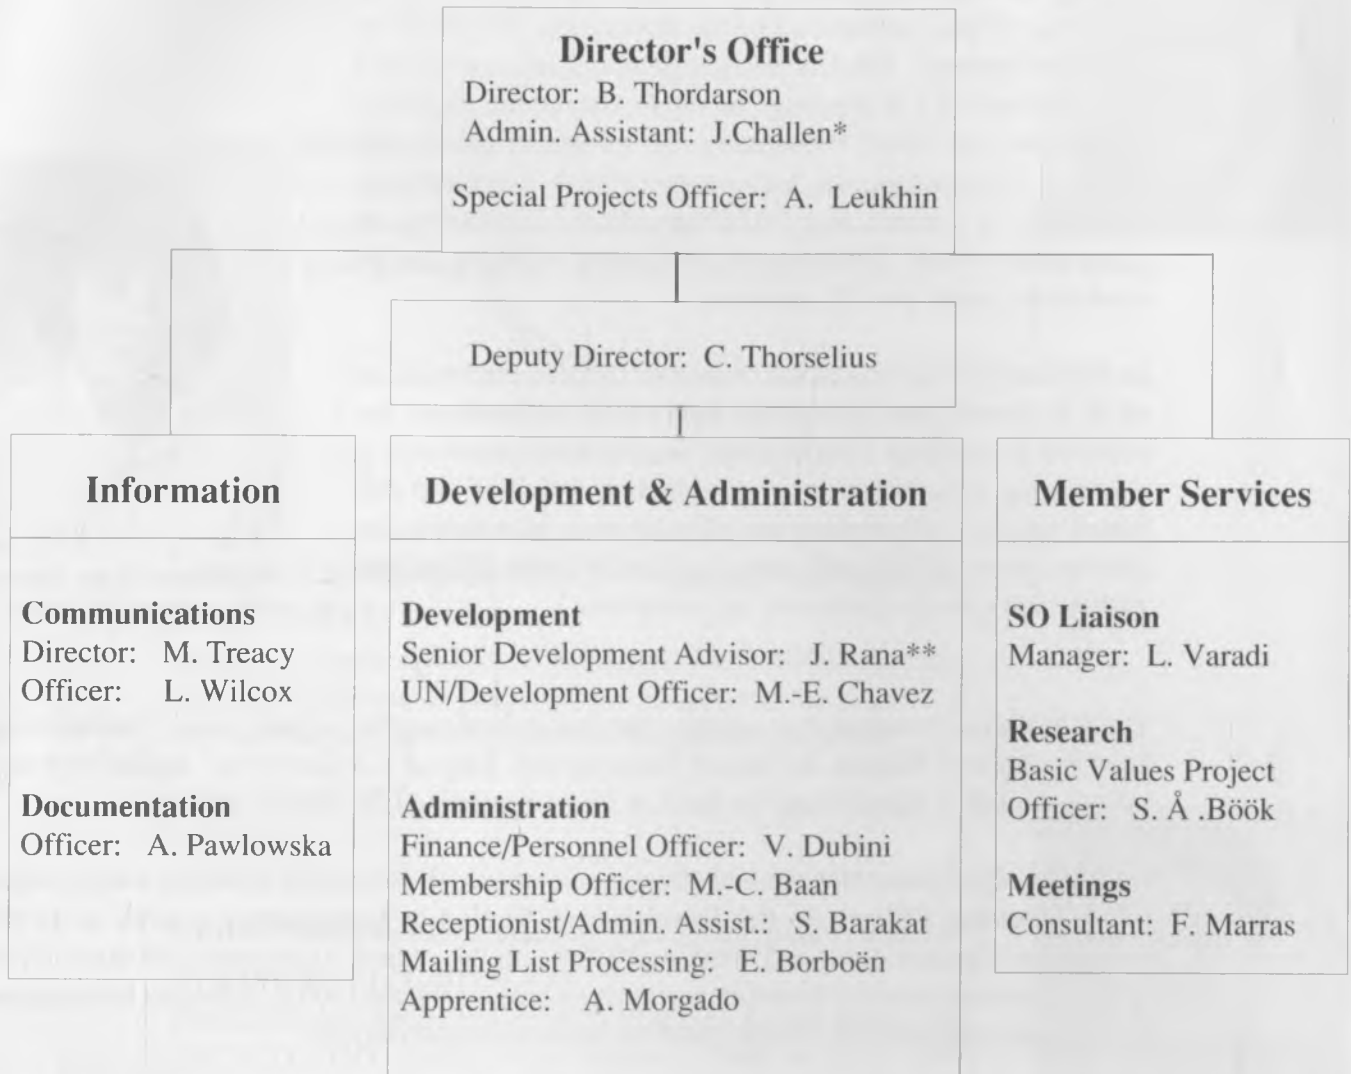 Director's Office
Director: B. Thordarson
Admin. Assistant: J.Challen*
Special Projects Officer: A. Leukhin
Deputy Director: C. Thorselius
Information
Communications
Director: M. Treacy
Officer: L. Wilcox
Documentation
Officer: A. Pawlowska
Development & Administration
Development
Senior Development Advisor: J. Rana**
UN/Development Officer: M.-E. Chavez
Administration
Finance/Personnel Officer: V. Dubini
Membership Officer: M.-C. Baan
Receptionist/Admin. Assist.: S. Barakat
Mailing List Processing: E. Borboën
Apprentice: A. Morgado
Member Services
SO Liaison
Manager: L. Varadi
Research
Basic Values Project
Officer: S. Å .Böök
Meetings
Consultant: F. Marras